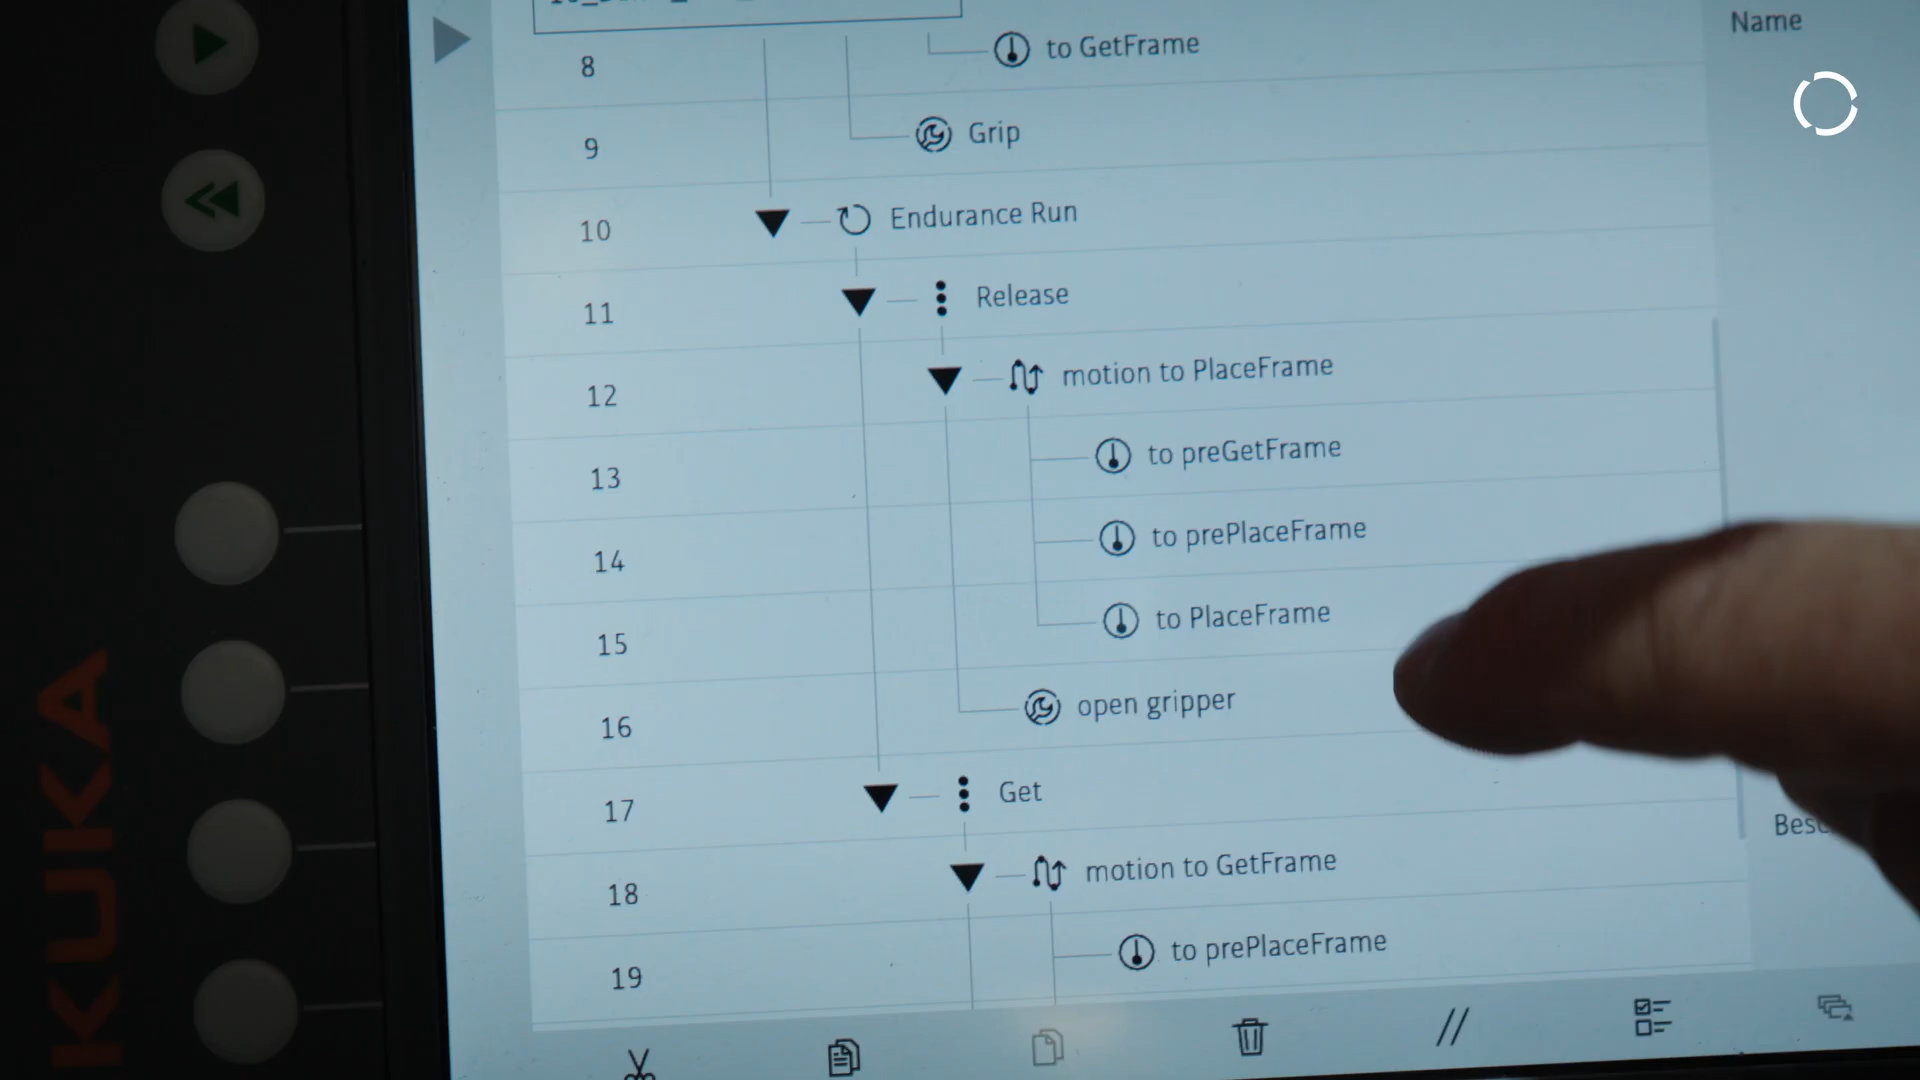 Name
8 to GetFrame
9 Grip
10 Endurance Run
11 Release
12 motion to PlaceFrame
13 to preGetFrame
14 to prePlaceFrame
15 to PlaceFrame
16 open gripper
17 Get
18 motion to GetFrame
19 to prePlaceFrame
//
KUKA